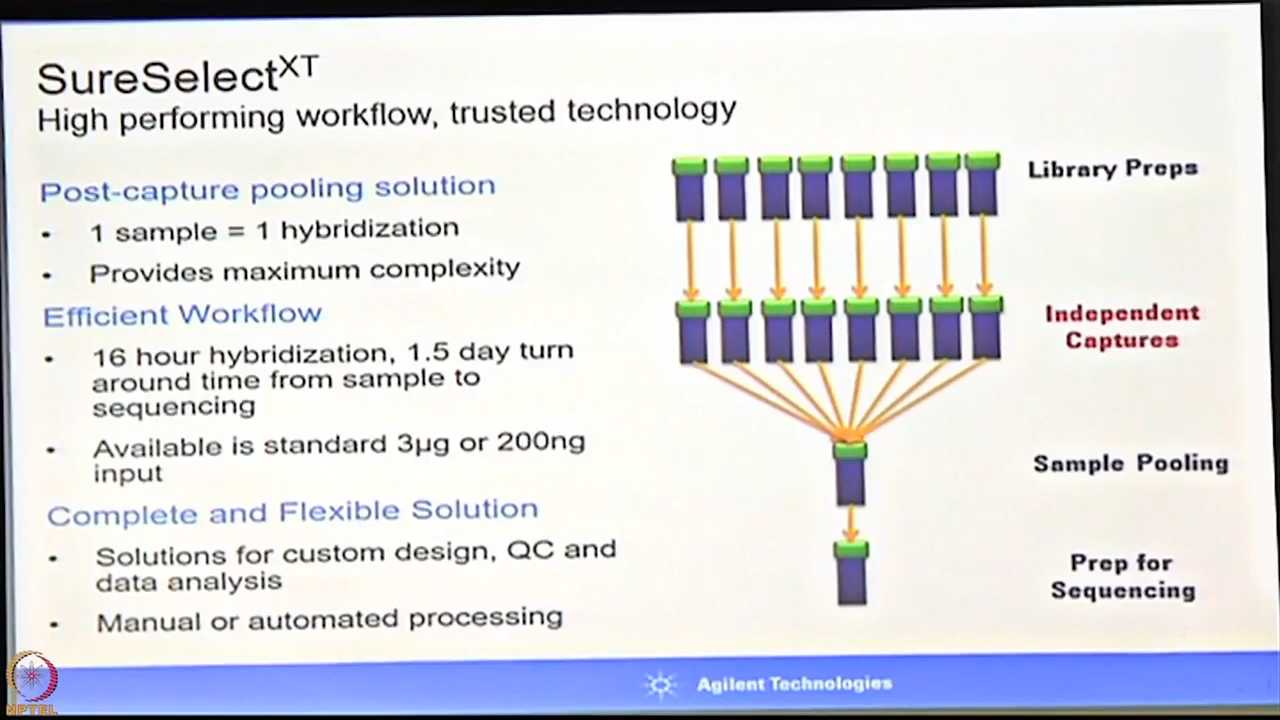 SureSelectXT
High performing workflow, trusted technology
Post-capture pooling solution
• 1 sample = 1 hybridization
• Provides maximum complexity
Efficient Workflow
• 16 hour hybridization, 1.5 day turn
around time from sample to
sequencing
• Available is standard 3µg or 200ng
input
Complete and Flexible Solution
• Solutions for custom design, QC and
data analysis
• Manual or automated processing
Library Preps
Independent
Captures
Sample Pooling
Prep for
Sequencing
Agilent Technologies
NPTEL